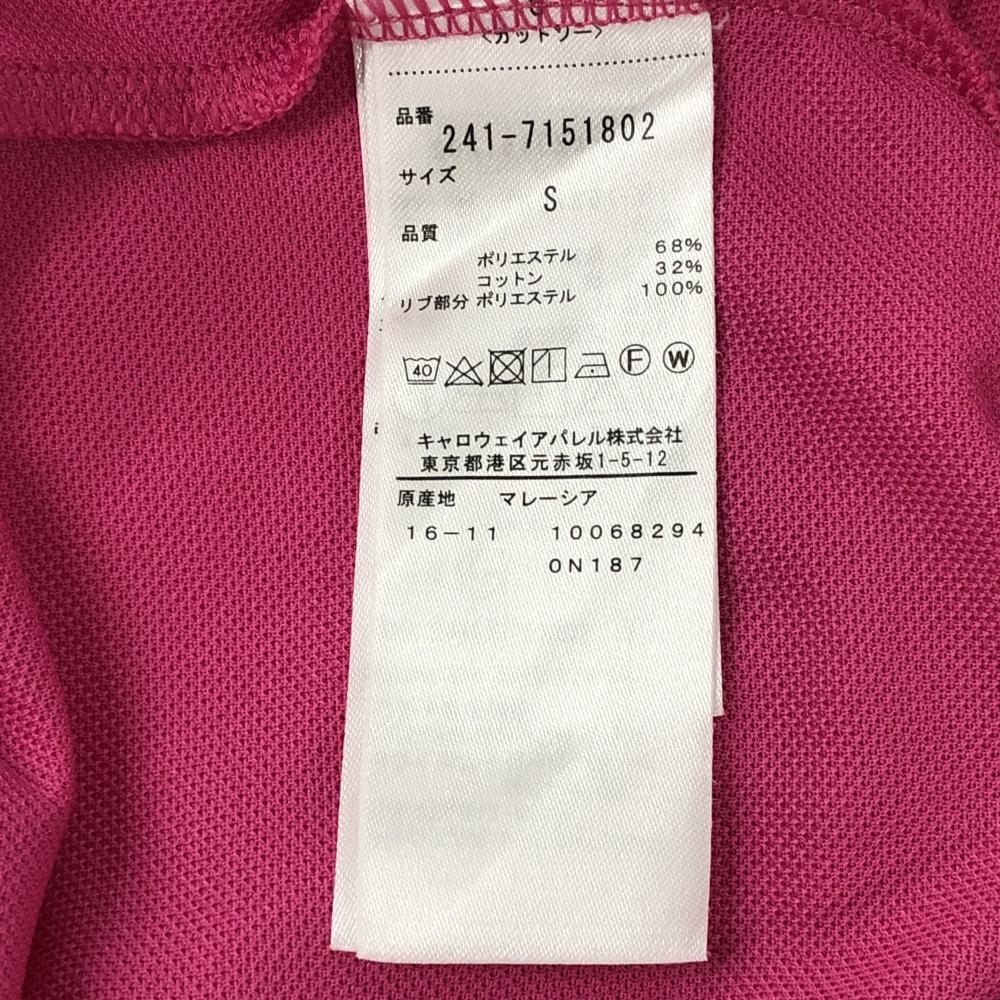 〈カットソー〉
品番
241-7151802
サイズ
S
品質
ポリエステル 68%
コットン 32%
リブ部分 ポリエステル 100%
40 F W
キャロウェイアパレル株式会社
東京都港区元赤坂1-5-12
原産地 マレーシア
16-11 10068294
0N187